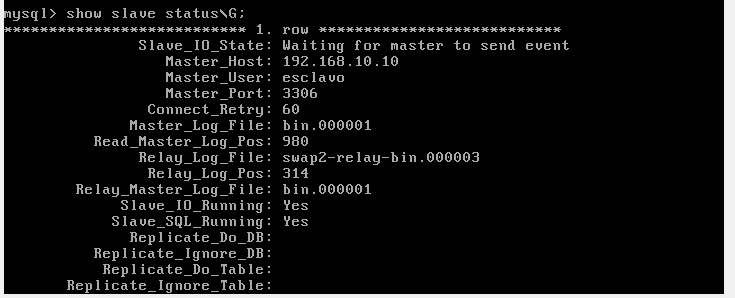 mysql> show slave status\G;
*************************** 1. row ***************************
Slave_IO_State: Waiting for master to send event
Master_Host: 192.168.10.10
Master_User: esclavo
Master_Port: 3306
Connect_Retry: 60
Master_Log_File: bin.000001
Read_Master_Log_Pos: 980
Relay_Log_File: swap2-relay-bin.000003
Relay_Log_Pos: 314
Relay_Master_Log_File: bin.000001
Slave_IO_Running: Yes
Slave_SQL_Running: Yes
Replicate_Do_DB:
Replicate_Ignore_DB:
Replicate_Do_Table:
Replicate_Ignore_Table: